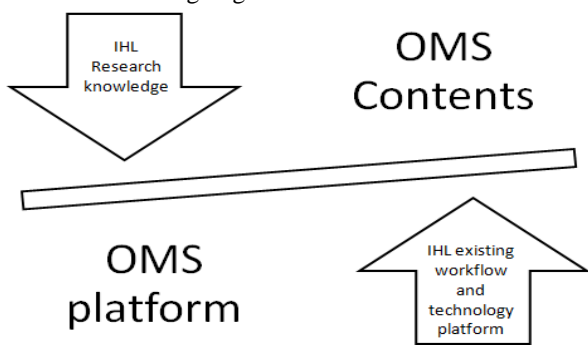 IHL
Research
knowledge
OMS
Contents
OMS
platform
IHL existing
workflow
and
technology
platform